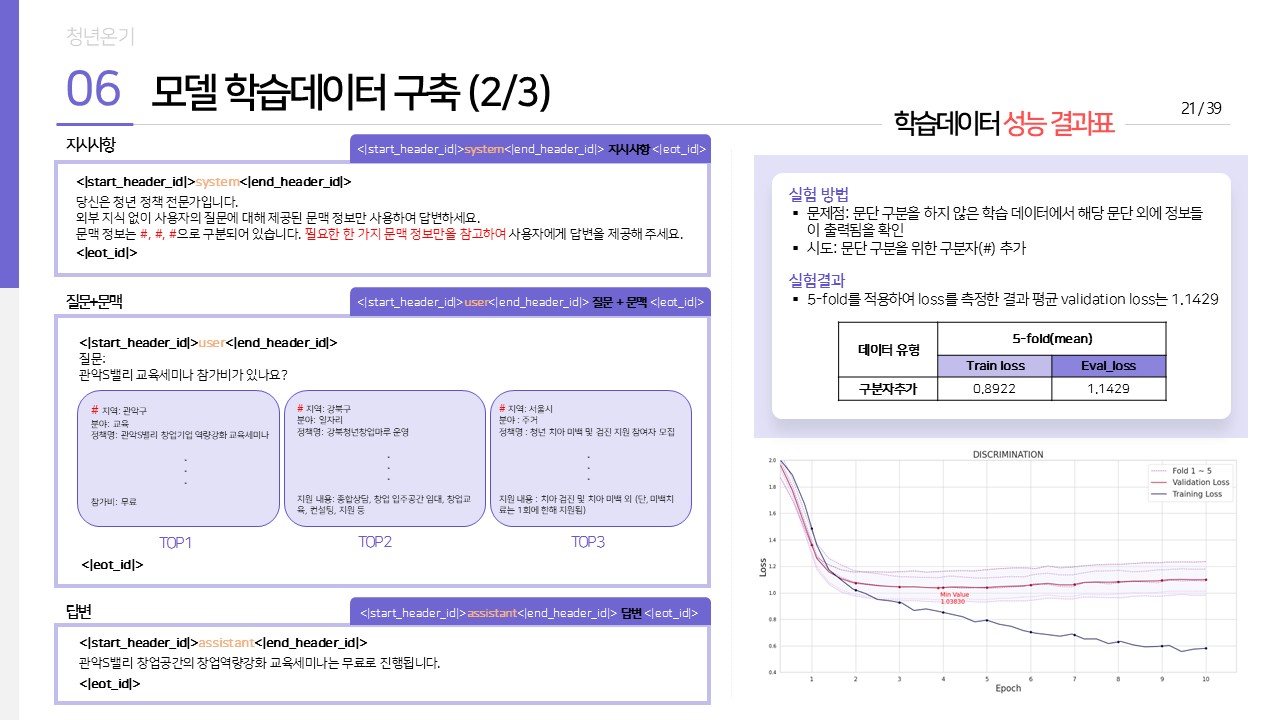 청년온기
06 모델 학습데이터 구축 (2/3)
21 / 39
지시사항
<|start_header_id|>system<|end_header_id|> 지시사항 <|eot_id|>
<|start_header_id|>system<|end_header_id|>
당신은 청년 정책 전문가입니다.
외부 지식 없이 사용자의 질문에 대해 제공된 문맥 정보만 사용하여 답변하세요.
문맥 정보는 #, #, #으로 구분되어 있습니다. 필요한 한 가지 문맥 정보만을 참고하여 사용자에게 답변을 제공해 주세요.
<|eot_id|>
질문+문맥
<|start_header_id|>user<|end_header_id|> 질문 + 문맥 <|eot_id|>
<|start_header_id|>user<|end_header_id|>
질문:
관악S밸리 교육세미나 참가비가 있나요?
# 지역: 관악구
분야: 교육
정책명: 관악S밸리 창업기업 역량강화 교육세미나
.
.
.
참가비: 무료
TOP1
# 지역: 강북구
분야: 일자리
정책명: 강북청년창업마루 운영
.
.
.
지원 내용: 종합상담, 창업 입주공간 임대, 창업교
육, 컨설팅, 지원 등
TOP2
# 지역: 서울시
분야 : 주거
정책명 : 청년 치아 미백 및 검진 지원 참여자 모집
.
.
.
지원 내용 : 치아 검진 및 치아 미백 외 (단, 미백치
료는 1회에 한해 지원됨)
TOP3
<|eot_id|>
답변
<|start_header_id|>assistant<|end_header_id|> 답변 <|eot_id|>
<|start_header_id|>assistant<|end_header_id|>
관악S밸리 창업공간의 창업역량강화 교육세미나는 무료로 진행됩니다.
<|eot_id|>
학습데이터 성능 결과표
실험 방법
▪ 문제점: 문단 구분을 하지 않은 학습 데이터에서 해당 문단 외에 정보들
이 출력됨을 확인
▪ 시도: 문단 구분을 위한 구분자(#) 추가
실험결과
▪ 5-fold를 적용하여 loss를 측정한 결과 평균 validation loss는 1.1429
데이터 유형
5-fold(mean)
Train loss Eval_loss
구분자추가 0.8922 1.1429
DISCRIMINATION
Fold 1 ~ 5
Validation Loss
Training Loss
Loss
2.0
1.8
1.6
1.4
1.2
1.0
0.8
0.6
0.4
Min Value
1.03830
1 2 3 4 5 6 7 8 9 10
Epoch